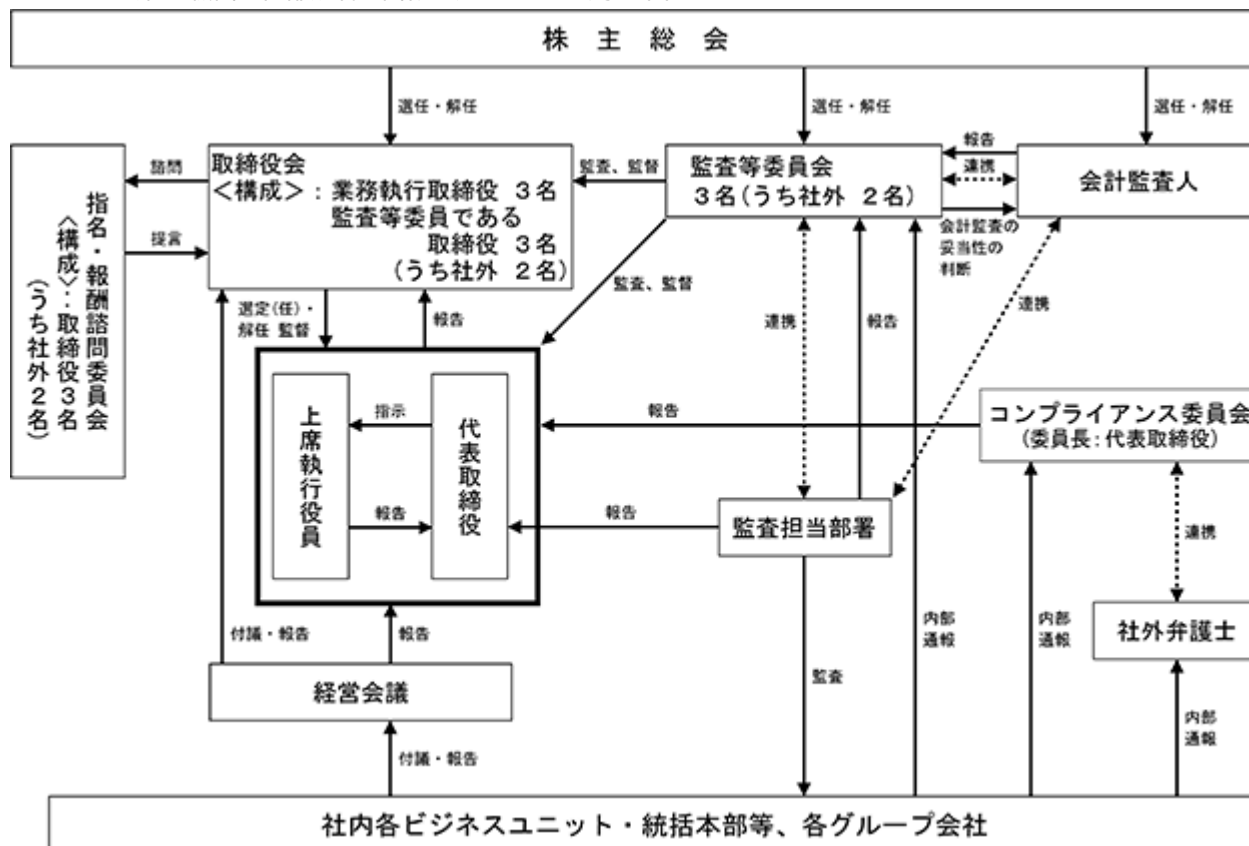 株主総会
選任・解任
選任・解任
選任・解任
指名・報酬諮問委員会
<構成>：取締役３名
(うち社外２名)
諮問
提言
取締役会
<構成>：業務執行取締役 ３名
監査等委員である
取締役 ３名
(うち社外 ２名)
監査、監督
監査等委員会
３名(うち社外 ２名)
報告
連携
会計監査の
妥当性の
判断
会計監査人
選定(任)・
解任 監督
報告
監査、監督
連携
報告
連携
上席執行役員
指示
報告
代表取締役
報告
コンプライアンス委員会
(委員長：代表取締役)
報告
監査担当部署
連携
社外弁護士
付議・報告
報告
経営会議
付議・報告
監査
内部
通報
内部
通報
内部
通報
社内各ビジネスユニット・統括本部等、各グループ会社